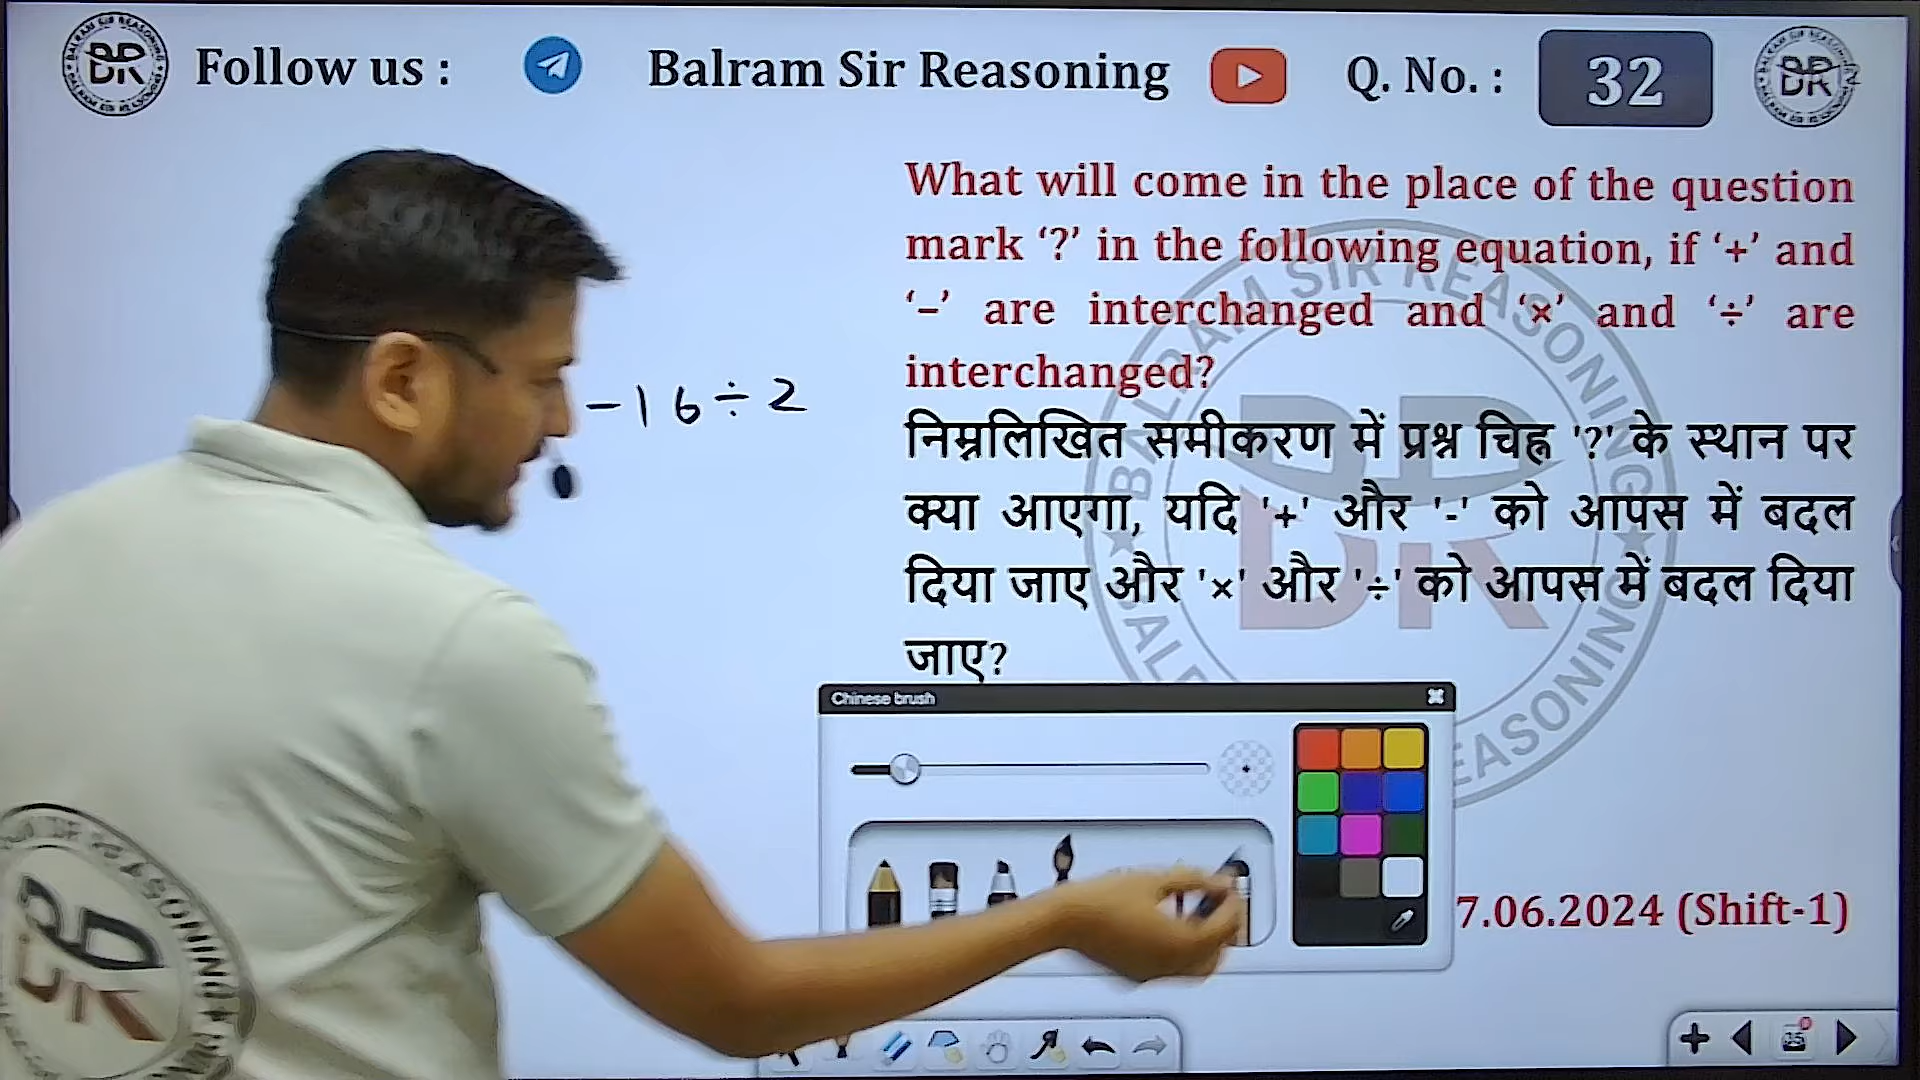 Follow us :
Balram Sir Reasoning
Q. No. :
32
What will come in the place of the question
mark ‘?’ in the following equation, if ‘+’ and
‘–’ are interchanged and ‘×’ and ‘÷’ are
interchanged?
-16÷2
निम्नलिखित समीकरण में प्रश्न चिह्न '?' के स्थान पर
क्या आएगा, यदि '+' और '-' को आपस में बदल
दिया जाए और '×' और '÷' को आपस में बदल दिया
जाए?
Chinese brush
7.06.2024 (Shift-1)